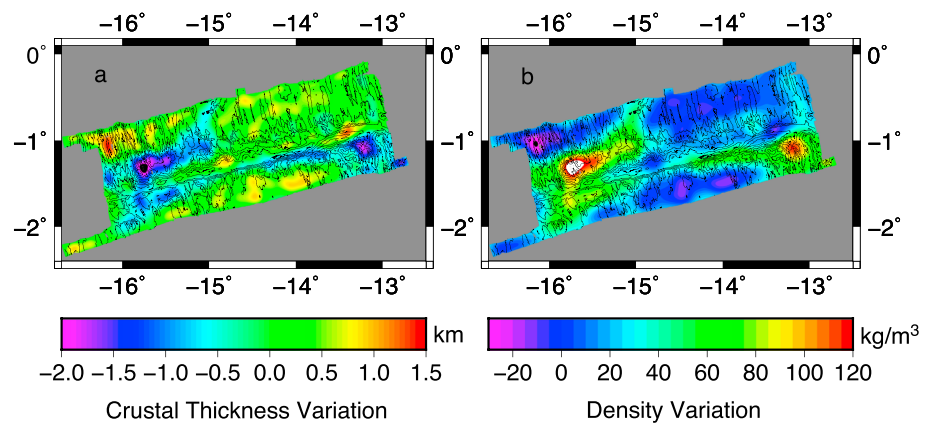 −16° −15° −14° −13° −16° −15° −14° −13°
0° 0° 0°
a b
−1° −1° −1°
−2° −2° −2°
−16° −15° −14° −13° −16° −15° −14° −13°
km kg/m³
−2.0 −1.5 −1.0 −0.5 0.0 0.5 1.0 1.5 −20 0 20 40 60 80 100 120
Crustal Thickness Variation Density Variation